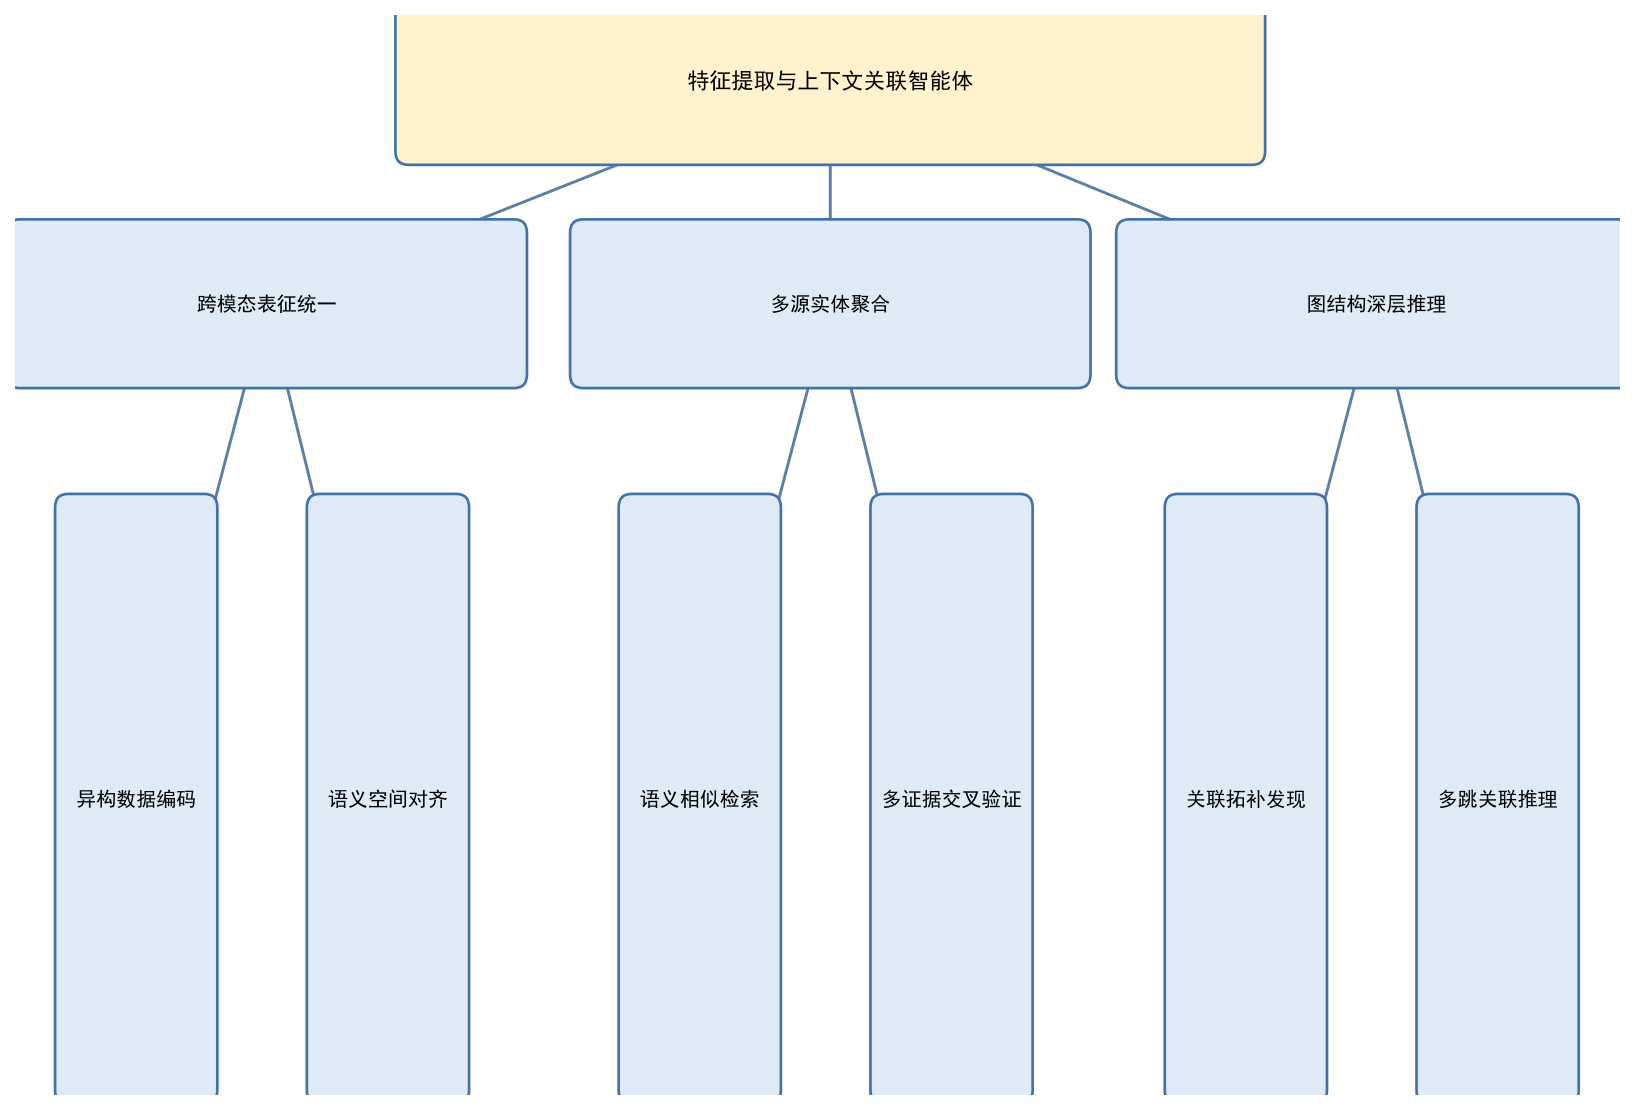 特征提取与上下文关联智能体
跨模态表征统一
多源实体聚合
图结构深层推理
异构数据编码
语义空间对齐
语义相似检索
多证据交叉验证
关联拓补发现
多跳关联推理